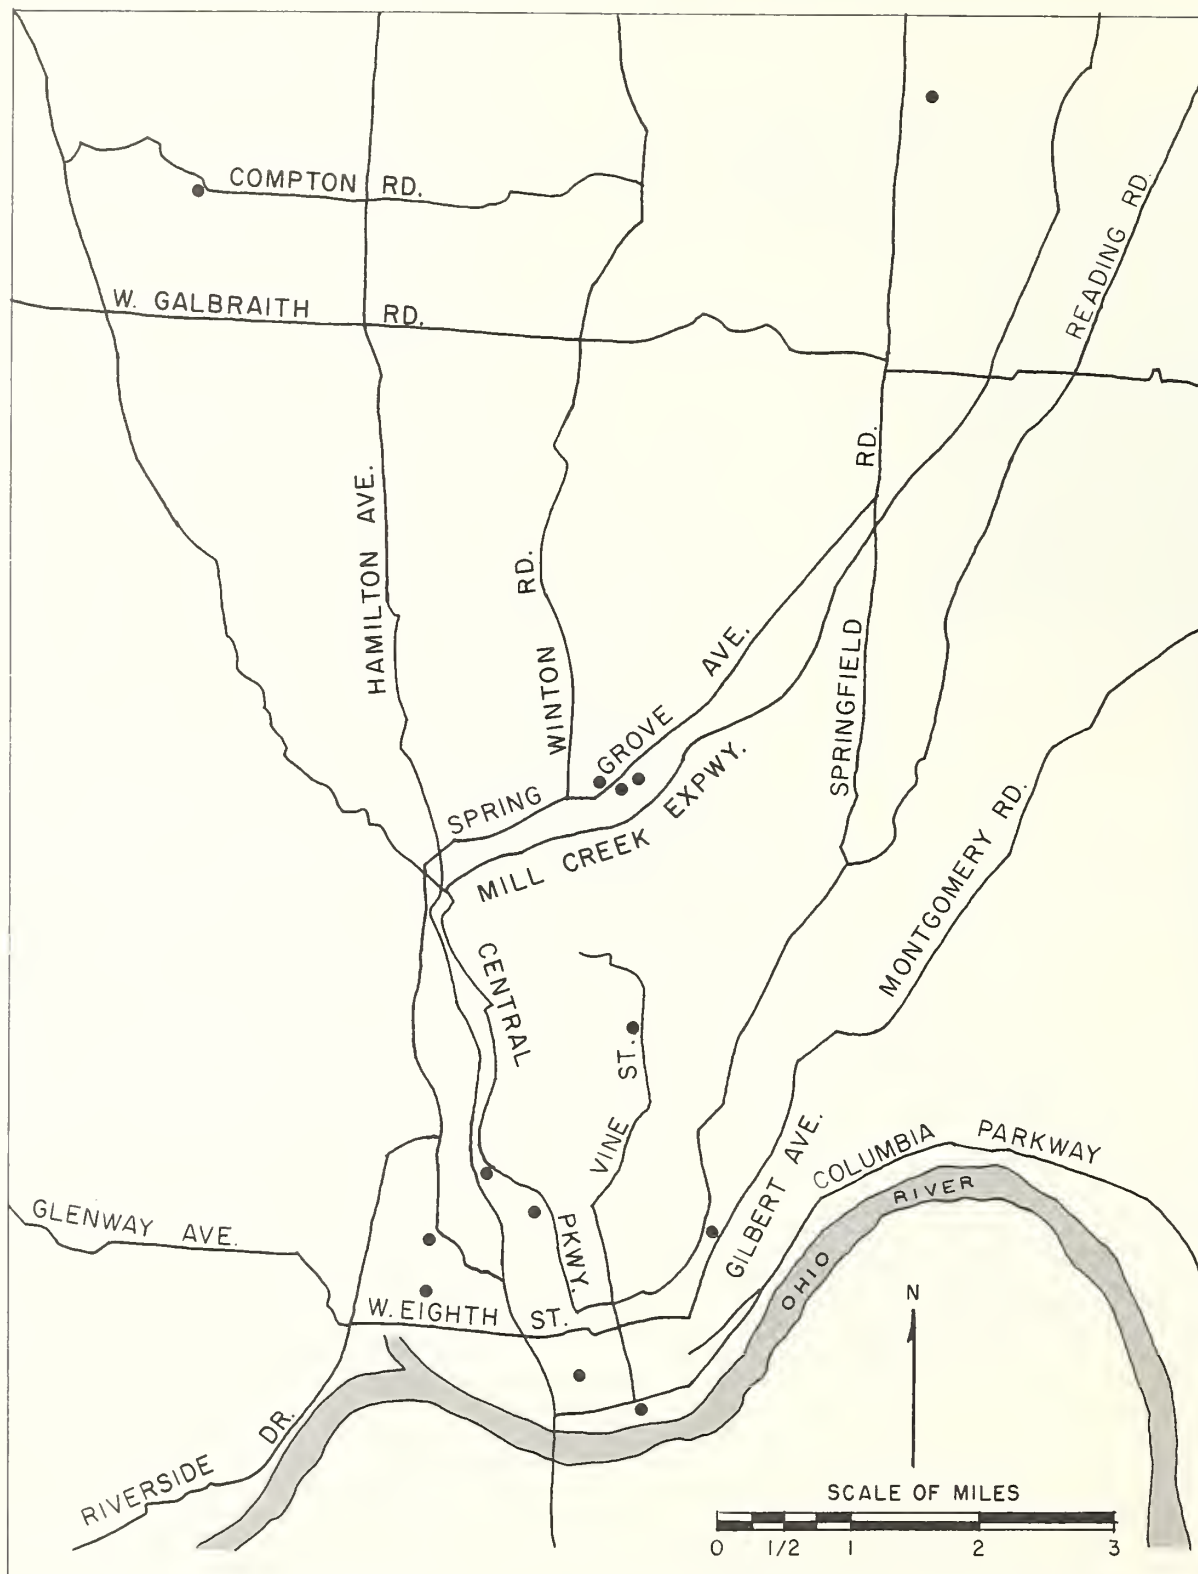 COMPTON RD.
W. GALBRAITH RD.
READING RD.
HAMILTON AVE.
WINTON RD.
SPRING GROVE AVE.
SPRINGFIELD RD.
MILL CREEK EXPWY.
MONTGOMERY RD.
CENTRAL PKWY.
VINE ST.
GILBERT AVE.
COLUMBIA PARKWAY
OHIO RIVER
GLENWAY AVE.
W. EIGHTH ST.
RIVERSIDE DR.
N
SCALE OF MILES
0 1/2 1 2 3